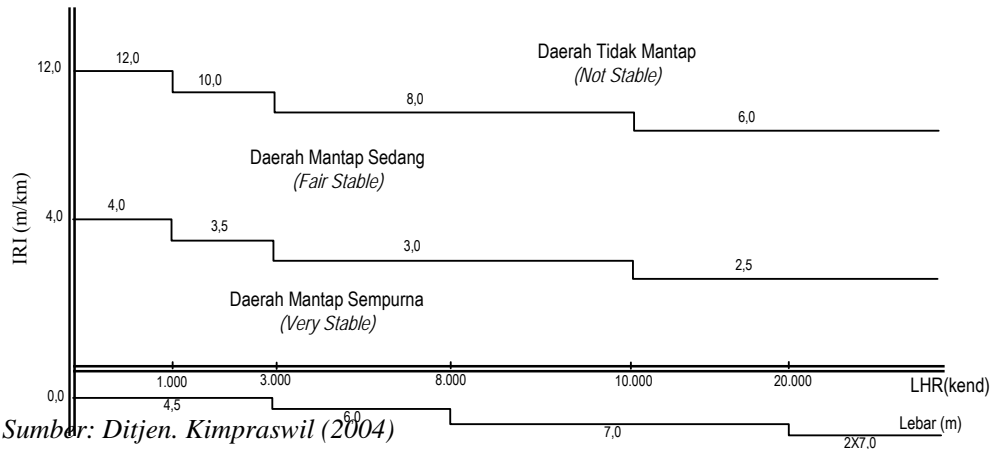 Daerah Tidak Mantap
(Not Stable)
12,0
12,0
10,0
8,0
6,0
Daerah Mantap Sedang
(Fair Stable)
IRI (m/km)
4,0
4,0
3,5
3,0
2,5
Daerah Mantap Sempurna
(Very Stable)
1.000
3.000
8.000
10.000
20.000
LHR(kend)
0,0
4,5
6,0
7,0
2X7,0
Lebar (m)
Sumber: Ditjen. Kimpraswil (2004)